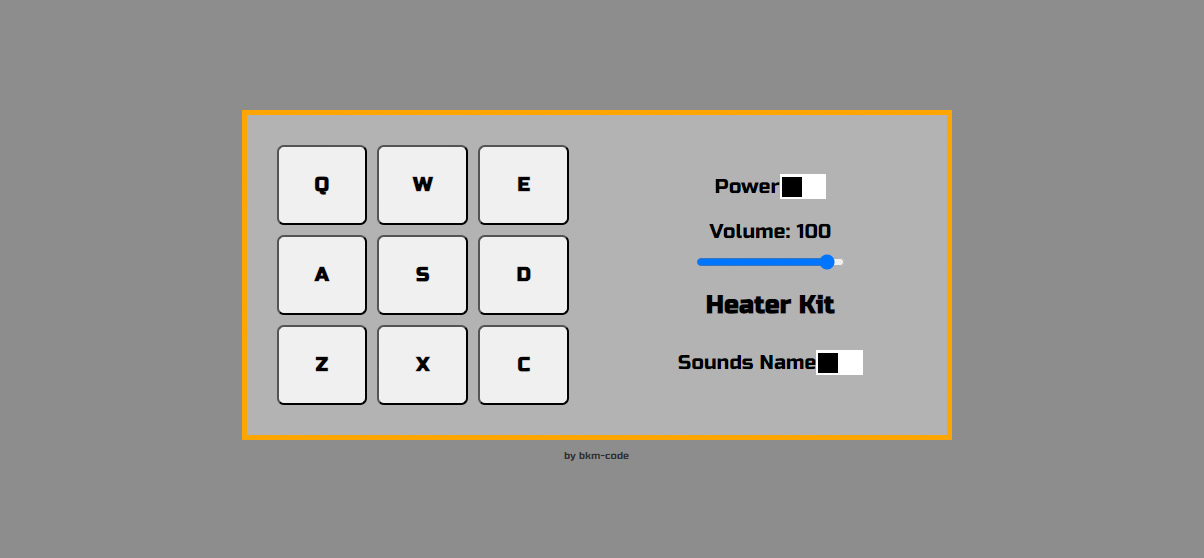 Q W E
A S D
Z X C
Power
Volume: 100
Heater Kit
Sounds Name
by bkm-code